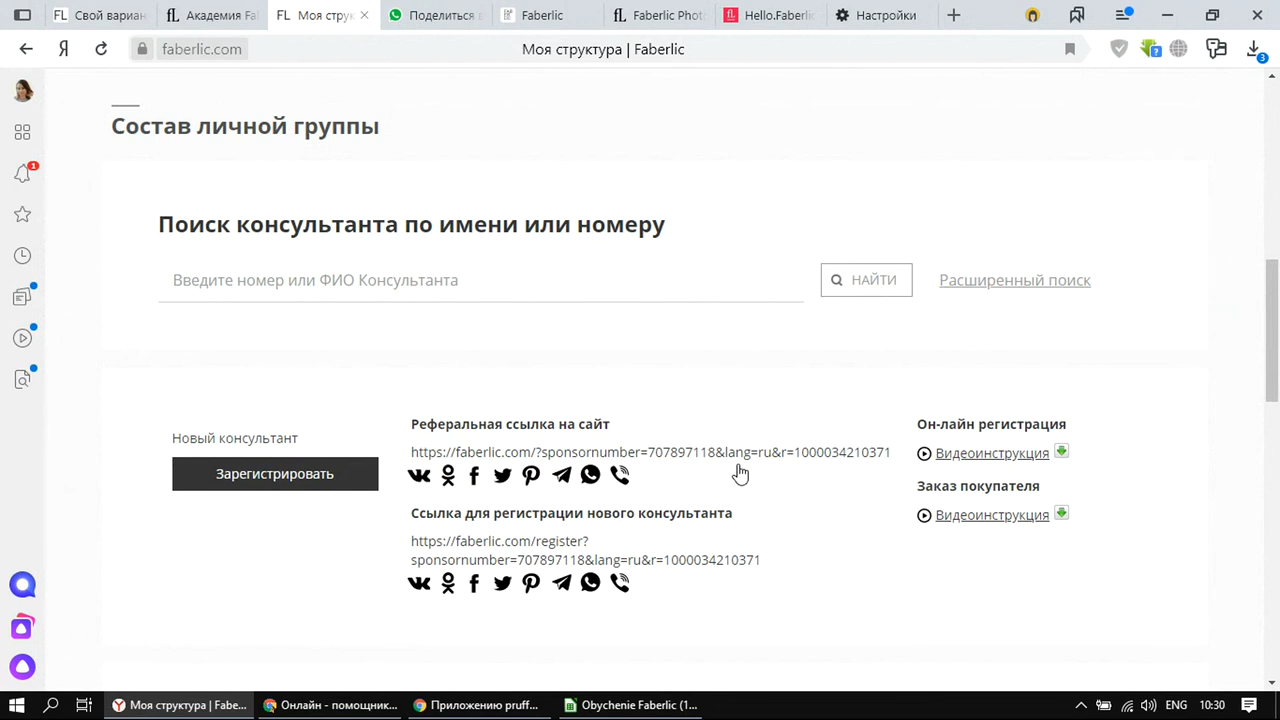 Свой вариан
Академия Fa
Моя струк
Поделиться в
Faberlic
Faberlic Phot
Hello.Faberlic
Настройки
faberlic.com
Моя структура | Faberlic
3
1
Состав личной группы
Поиск консультанта по имени или номеру
Введите номер или ФИО Консультанта
НАЙТИ
Расширенный поиск
Новый консультант
Зарегистрировать
Реферальная ссылка на сайт
https://faberlic.com/?sponsornumber=707897118&lang=ru&r=1000034210371
Ссылка для регистрации нового консультанта
https://faberlic.com/register?
sponsornumber=707897118&lang=ru&r=1000034210371
Он-лайн регистрация
Видеоинструкция
Заказ покупателя
Видеоинструкция
Моя структура | Fabe...
Онлайн - помощник...
Приложению pruff...
Obychenie Faberlic (1...
ENG
10:30